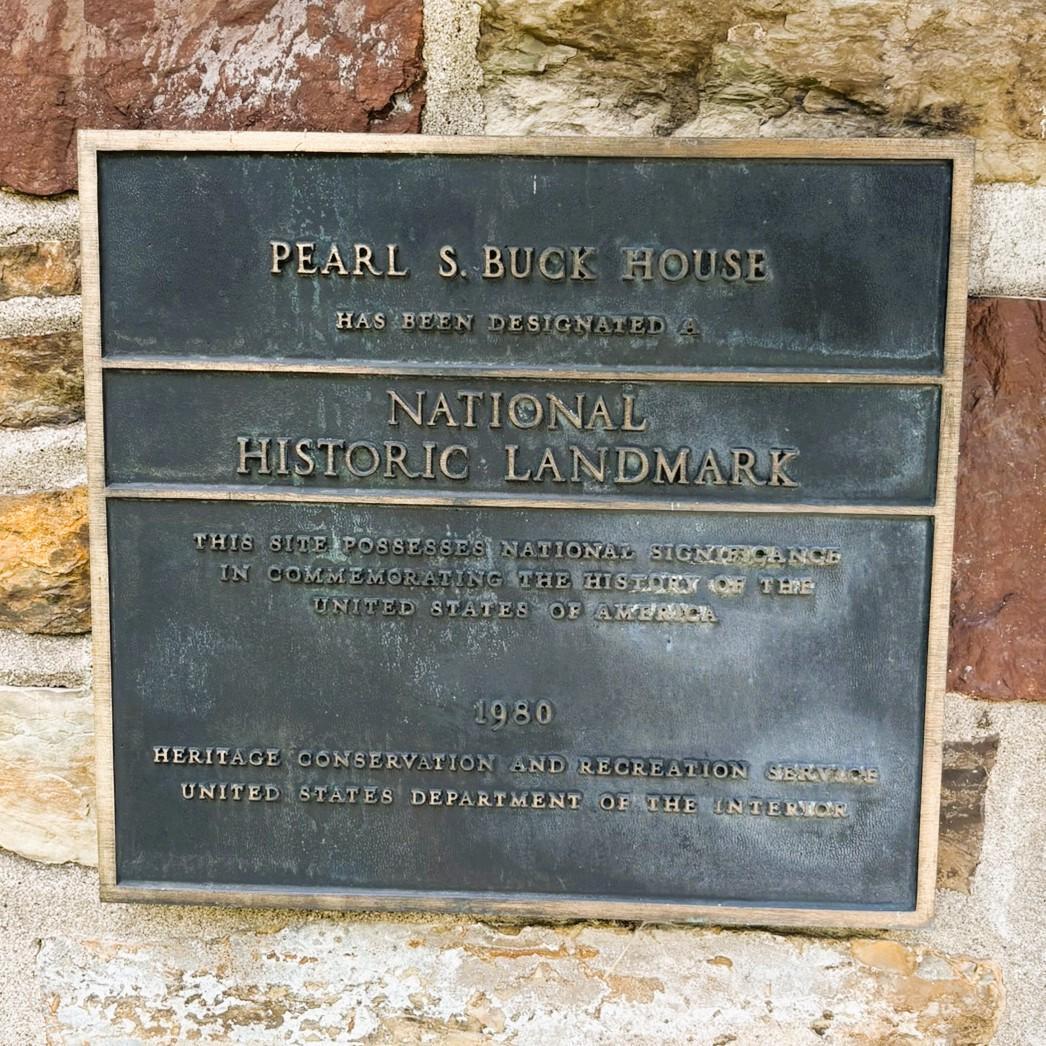 PEARL S. BUCK HOUSE
HAS BEEN DESIGNATED A
NATIONAL
HISTORIC LANDMARK
THIS SITE POSSESSES NATIONAL SIGNIFICANCE
IN COMMEMORATING THE HISTORY OF THE
UNITED STATES OF AMERICA
1980
HERITAGE CONSERVATION AND RECREATION SERVICE
UNITED STATES DEPARTMENT OF THE INTERIOR